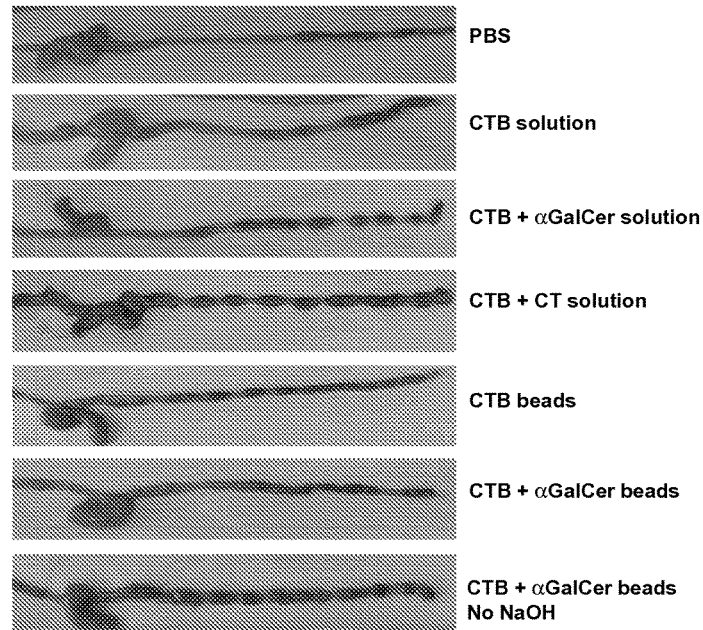 PBS
CTB solution
CTB + αGalCer solution
CTB + CT solution
CTB beads
CTB + αGalCer beads
CTB + αGalCer beads
No NaOH